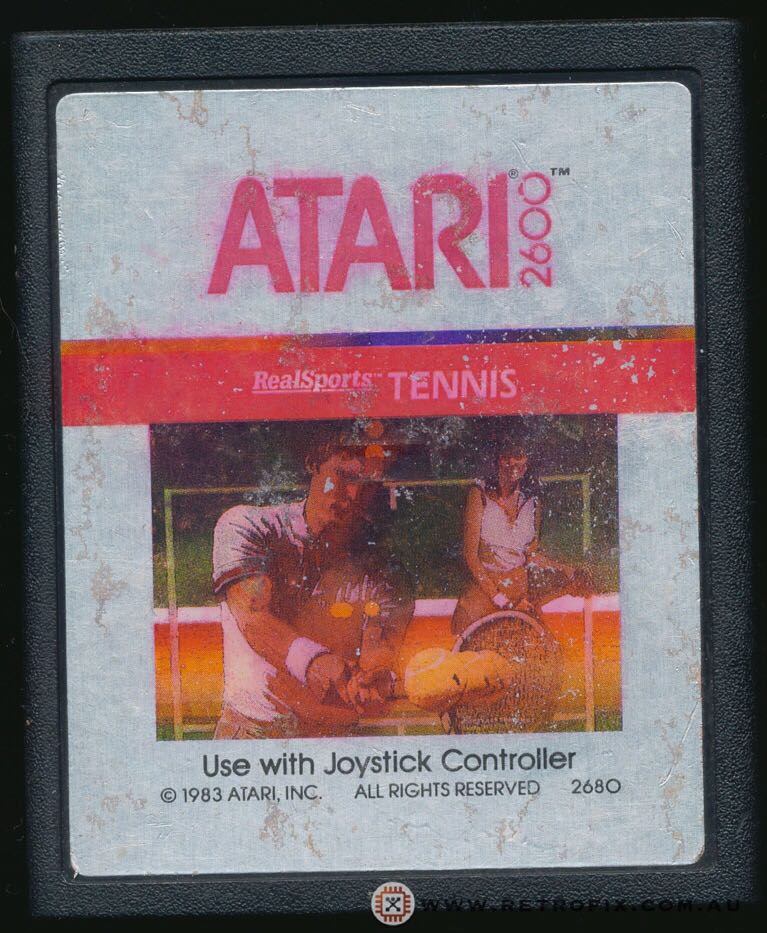 ATARI® 2600™
RealSports™ TENNIS
Use with Joystick Controller
© 1983 ATARI, INC. ALL RIGHTS RESERVED 2680
WWW.RETROFIX.COM.AU